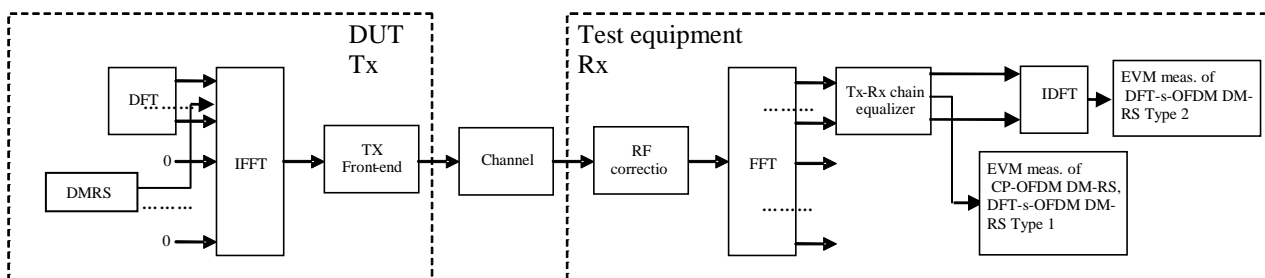 DUT
Tx
Test equipment
Rx
DFT
………
DMRS
0
………
0
IFFT
TX
Front-end
Channel
RF
correctio
FFT
………
………
Tx-Rx chain
equalizer
IDFT
EVM meas. of
DFT-s-OFDM DM-
RS Type 2
EVM meas. of
CP-OFDM DM-RS,
DFT-s-OFDM DM-
RS Type 1